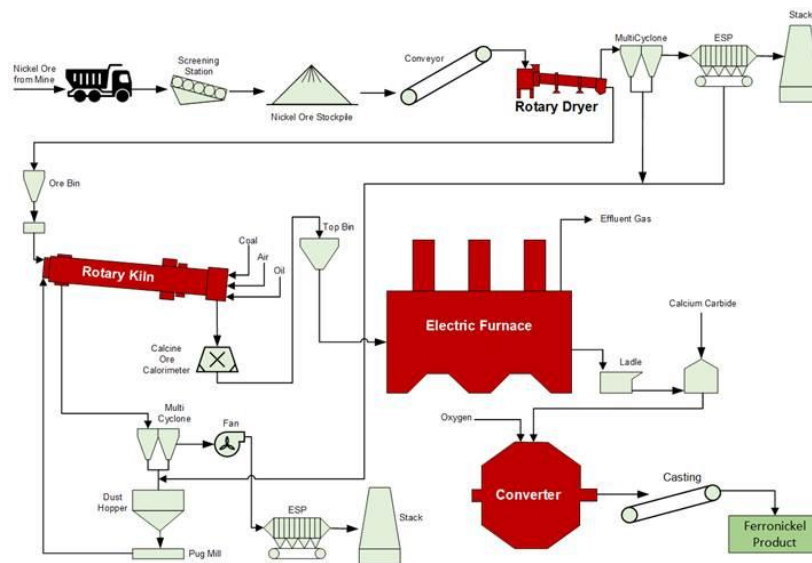 Nickel Ore
from Mine
Screening
Station
Nickel Ore Stockpile
Conveyor
Rotary Dryer
MultiCyclone
ESP
Stack
Ore Bin
Rotary Kiln
Coal
Air
Oil
Calcine
Ore
Calorimeter
Top Bin
Effluent Gas
Electric Furnace
Ladle
Calcium Carbide
Multi
Cyclone
Fan
Dust
Hopper
Pug Mill
ESP
Stack
Oxygen
Converter
Casting
Ferronickel
Product